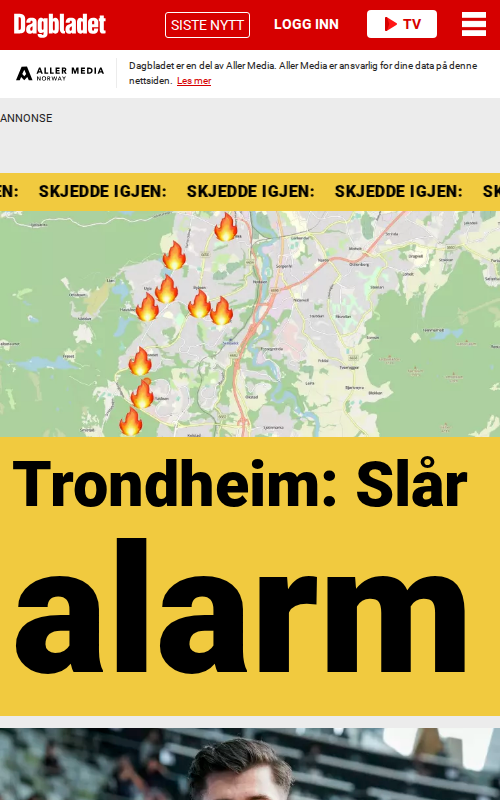 Dagbladet SISTE NYTT LOGG INN TV
ALLER MEDIA
NORWAY
Dagbladet er en del av Aller Media. Aller Media er ansvarlig for dine data på denne
nettsiden. Les mer
ANNONSE
EN: SKJEDDE IGJEN: SKJEDDE IGJEN: SKJEDDE IGJEN: SK
Trondheim: Slår
alarm